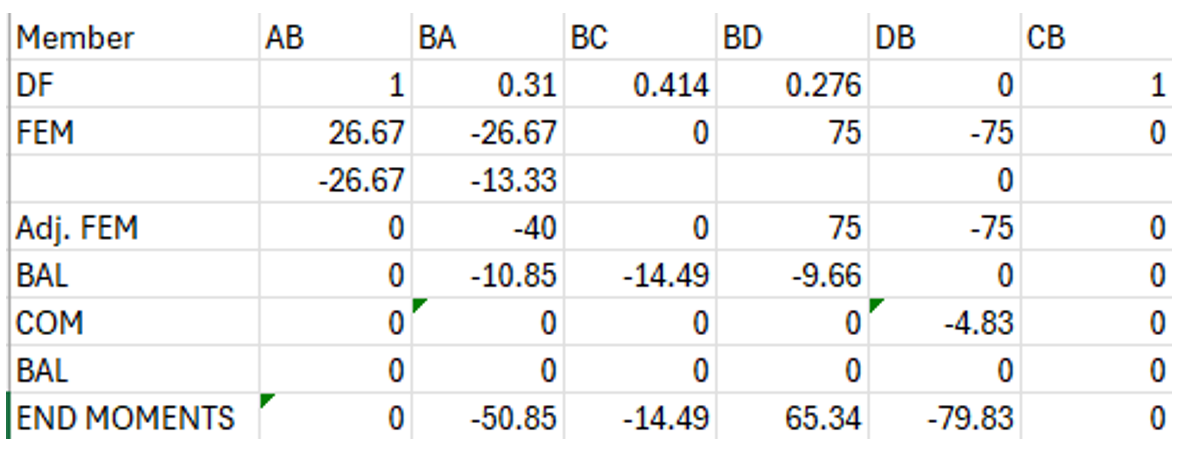 Member AB BA BC BD DB CB
DF 1 0.31 0.414 0.276 0 1
FEM 26.67 -26.67 0 75 -75 0
-26.67 -13.33 0
Adj. FEM 0 -40 0 75 -75 0
BAL 0 -10.85 -14.49 -9.66 0 0
COM 0 0 0 0 -4.83 0
BAL 0 0 0 0 0 0
END MOMENTS 0 -50.85 -14.49 65.34 -79.83 0